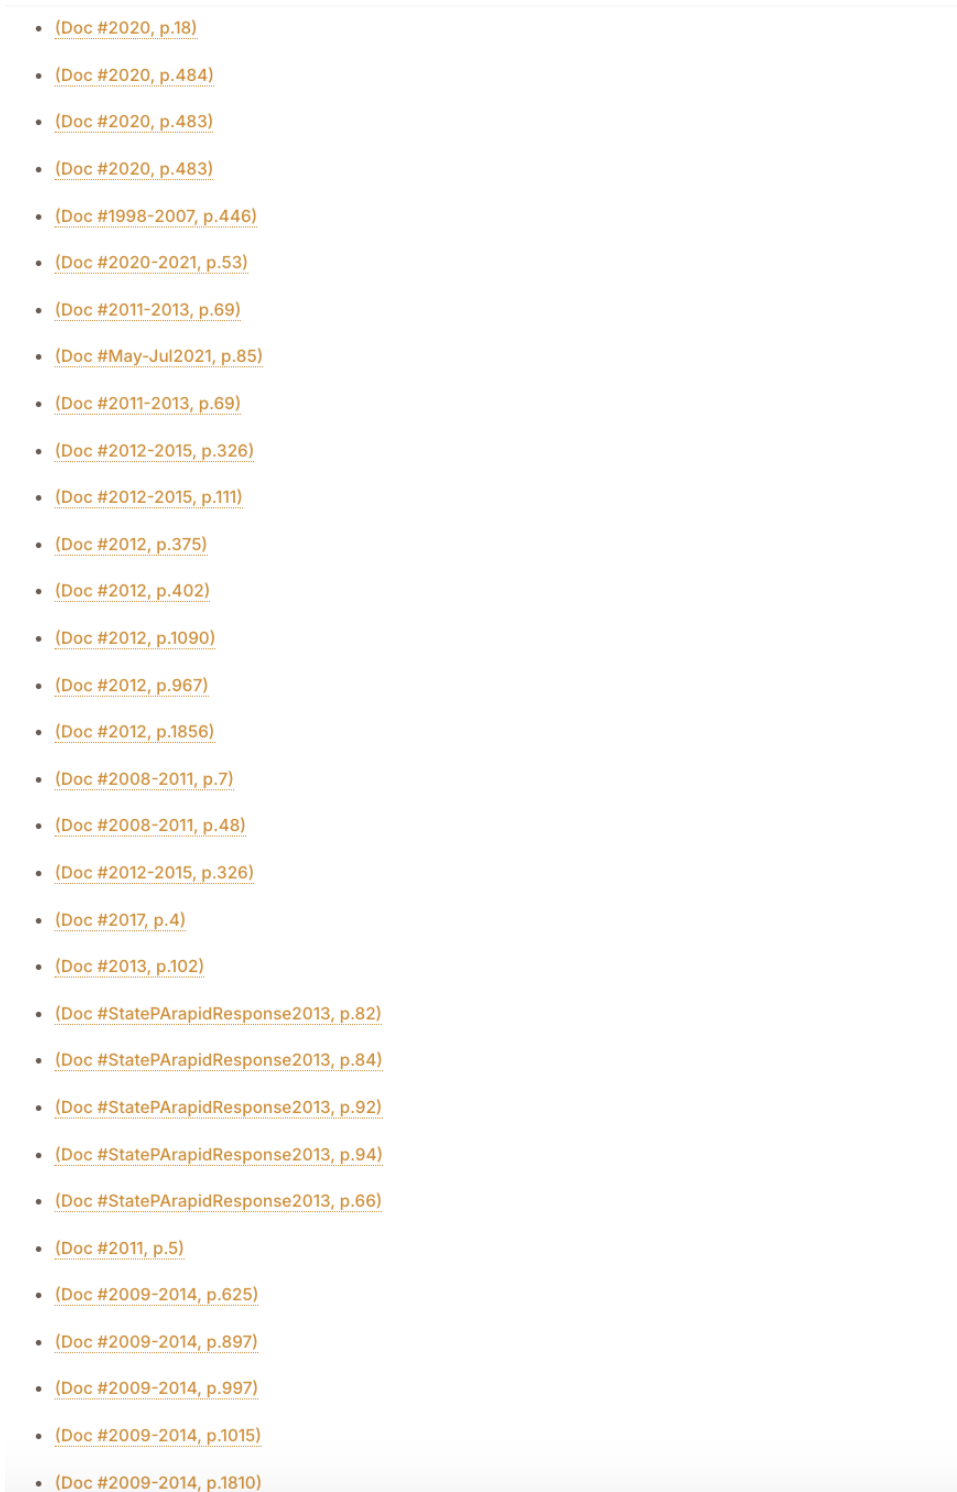 • (Doc #2020, p.18)
• (Doc #2020, p.484)
• (Doc #2020, p.483)
• (Doc #2020, p.483)
• (Doc #1998-2007, p.446)
• (Doc #2020-2021, p.53)
• (Doc #2011-2013, p.69)
• (Doc #May-Jul2021, p.85)
• (Doc #2011-2013, p.69)
• (Doc #2012-2015, p.326)
• (Doc #2012-2015, p.111)
• (Doc #2012, p.375)
• (Doc #2012, p.402)
• (Doc #2012, p.1090)
• (Doc #2012, p.967)
• (Doc #2012, p.1856)
• (Doc #2008-2011, p.7)
• (Doc #2008-2011, p.48)
• (Doc #2012-2015, p.326)
• (Doc #2017, p.4)
• (Doc #2013, p.102)
• (Doc #StatePArapidResponse2013, p.82)
• (Doc #StatePArapidResponse2013, p.84)
• (Doc #StatePArapidResponse2013, p.92)
• (Doc #StatePArapidResponse2013, p.94)
• (Doc #StatePArapidResponse2013, p.66)
• (Doc #2011, p.5)
• (Doc #2009-2014, p.625)
• (Doc #2009-2014, p.897)
• (Doc #2009-2014, p.997)
• (Doc #2009-2014, p.1015)
• (Doc #2009-2014, p.1810)